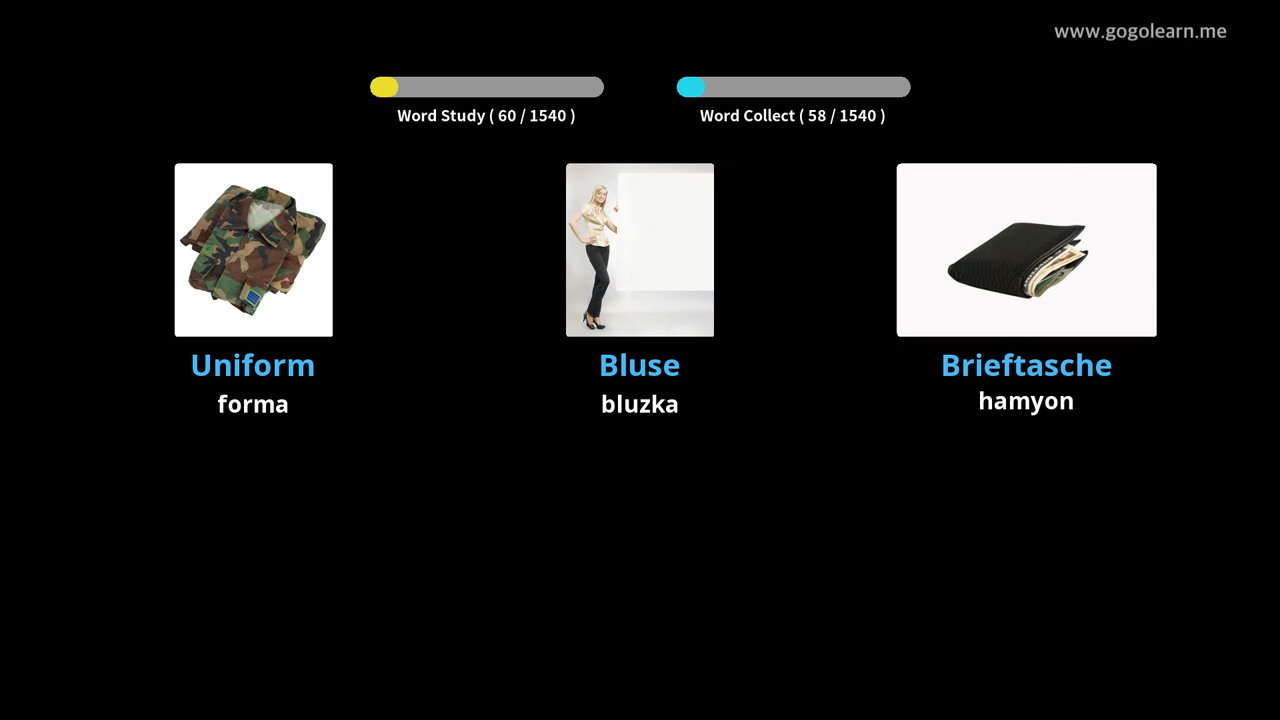 www.gogolearn.me
Word Study ( 60 / 1540 )
Word Collect ( 58 / 1540 )
Uniform
forma
Bluse
bluzka
Brieftasche
hamyon